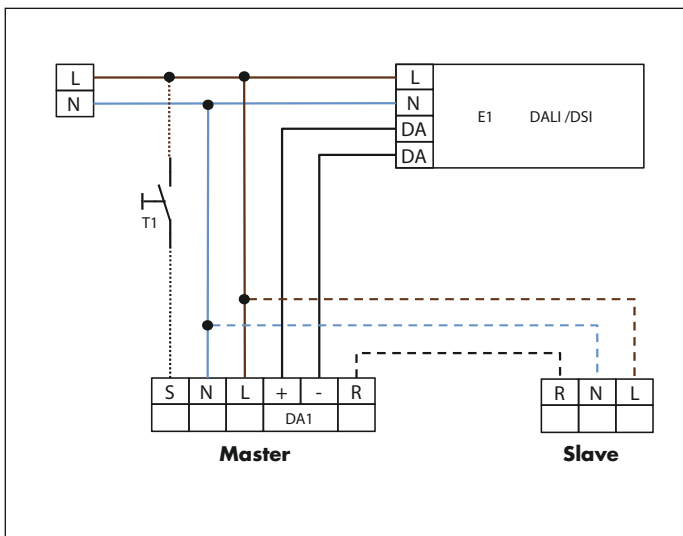 L
N
L
N
DA
DA
E1 DALI /DSI
T1
S N L + - R
DA1
R N L
Master
Slave